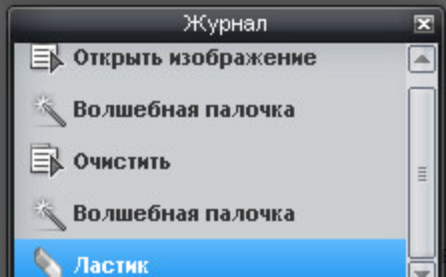 Журнал
Открыть изображение
Волшебная палочка
Очистить
Волшебная палочка
Ластик